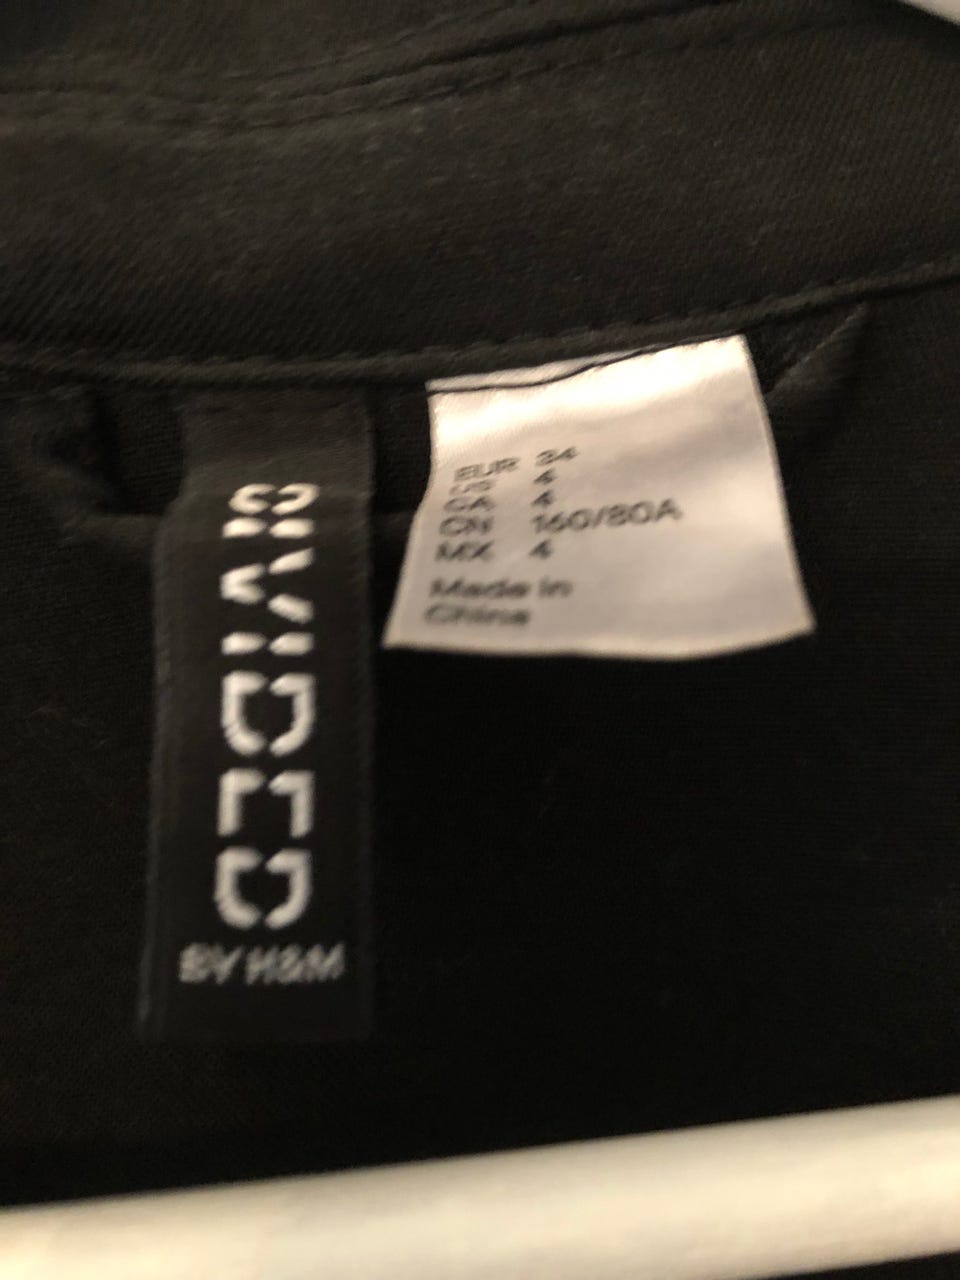 DIVIDED
BY H&M
EUR 34
US 4
CA 4
CN 160/80A
MX 4
Made in
China